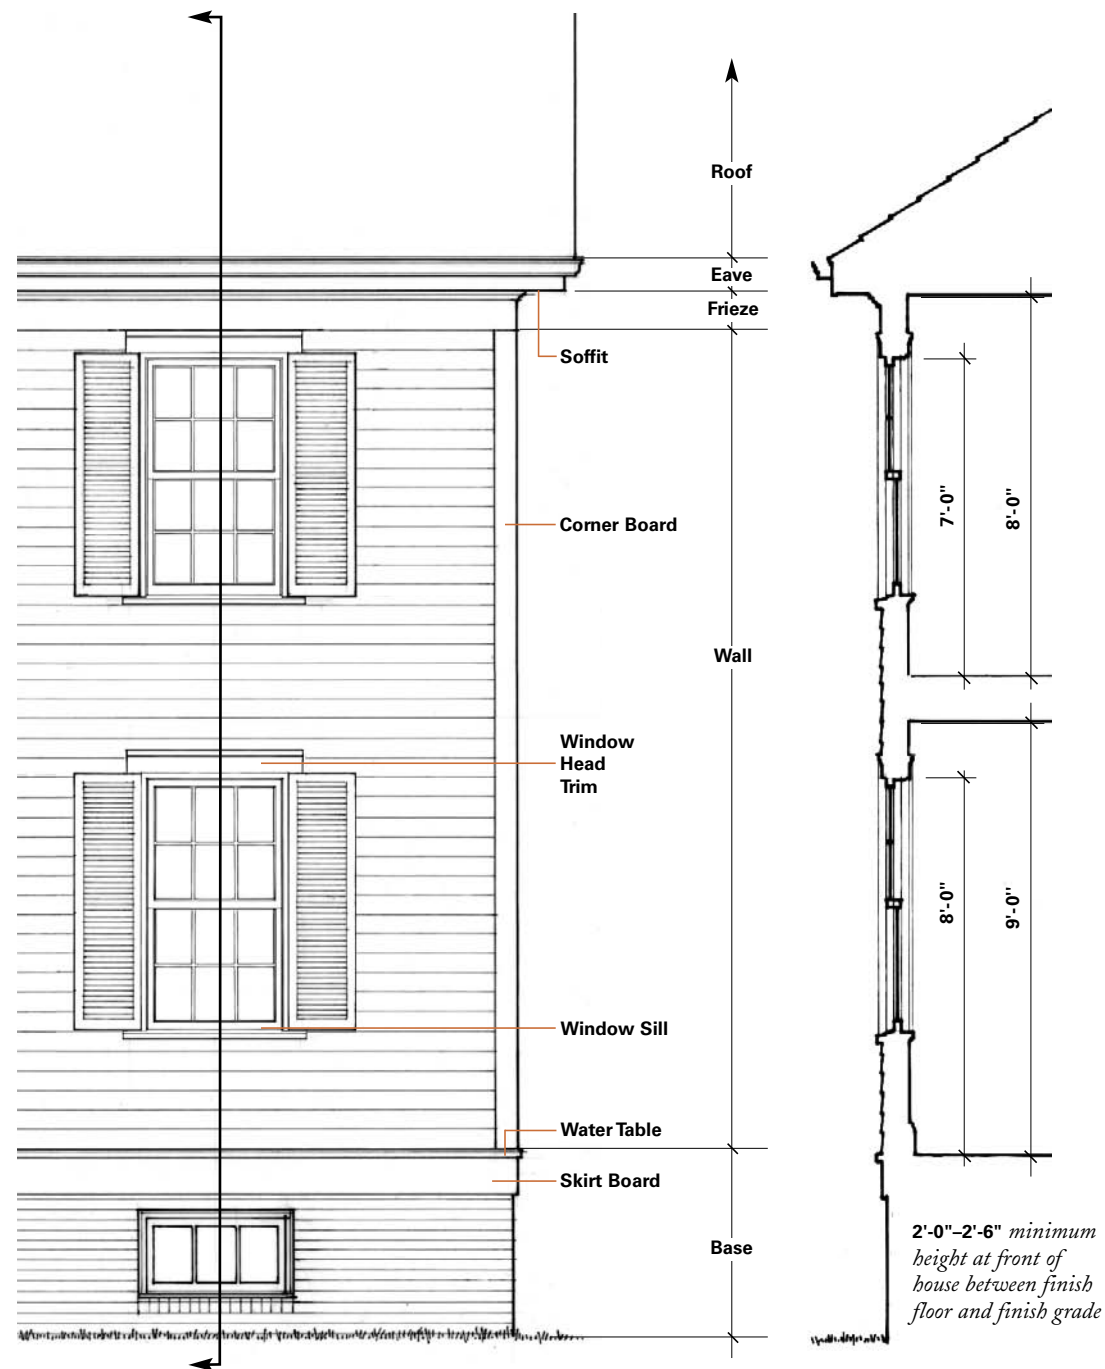 Roof
Eave
Frieze
Soffit
Corner Board
7'-0"
8'-0"
Wall
Window
Head
Trim
8'-0"
9'-0"
Window Sill
Water Table
Skirt Board
Base
2'-0"–2'-6" minimum
height at front of
house between finish
floor and finish grade